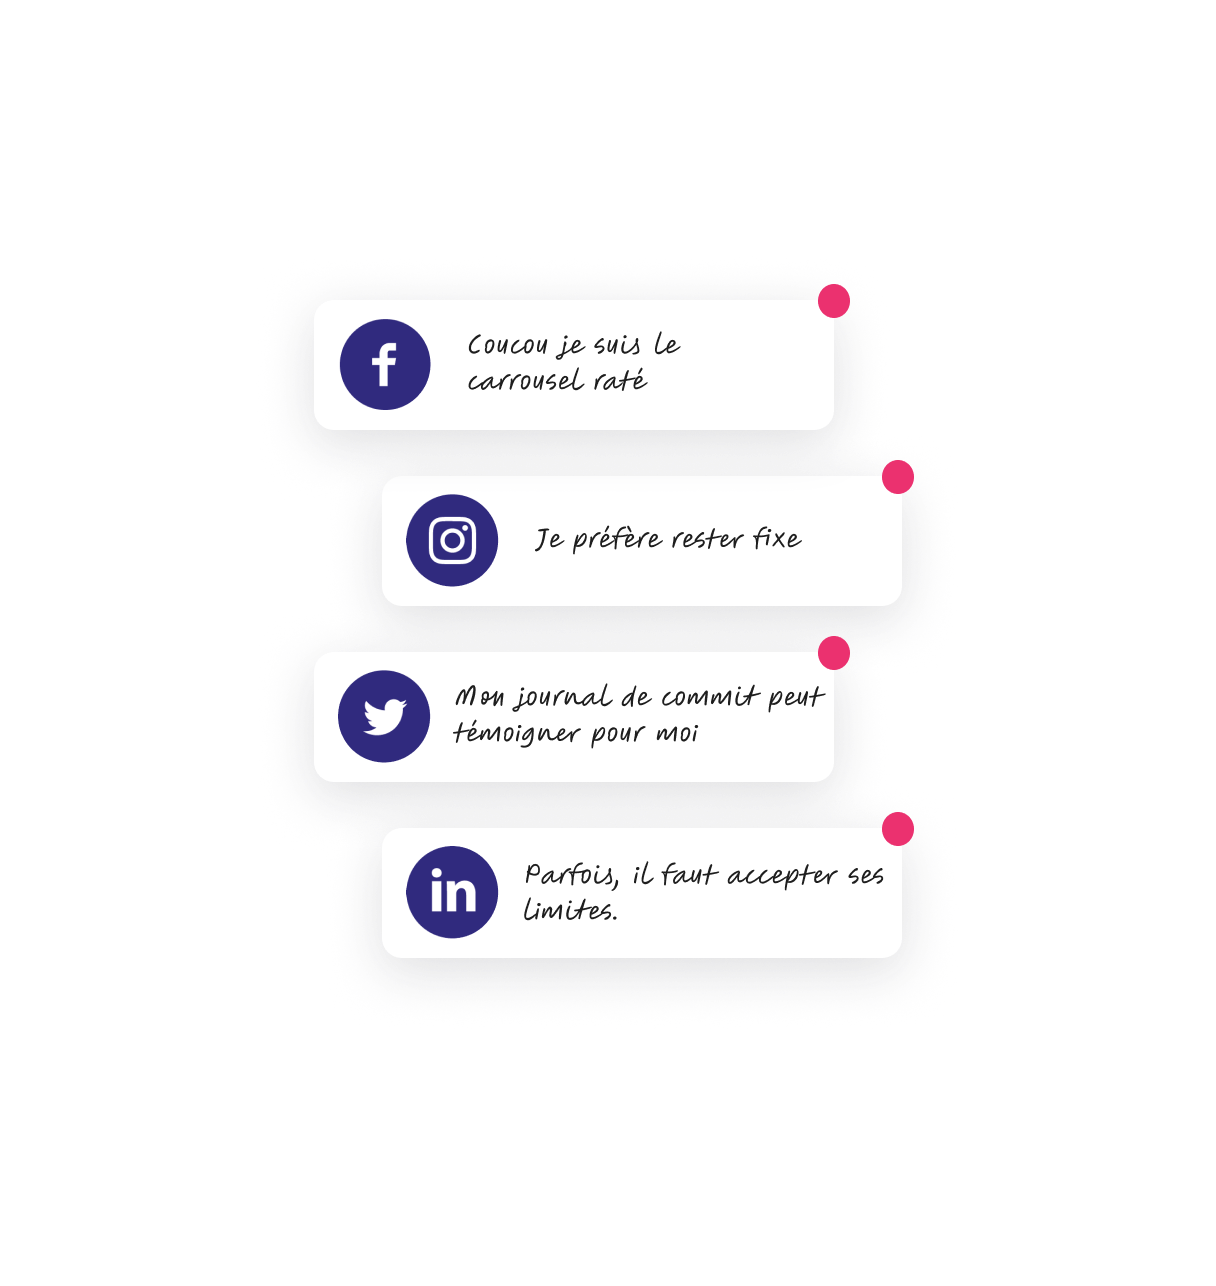 Coucou je suis le
carrousel raté
Je préfère rester fixe
Mon journal de commit peut
témoigner pour moi
in
Parfois, il faut accepter ses
limites.